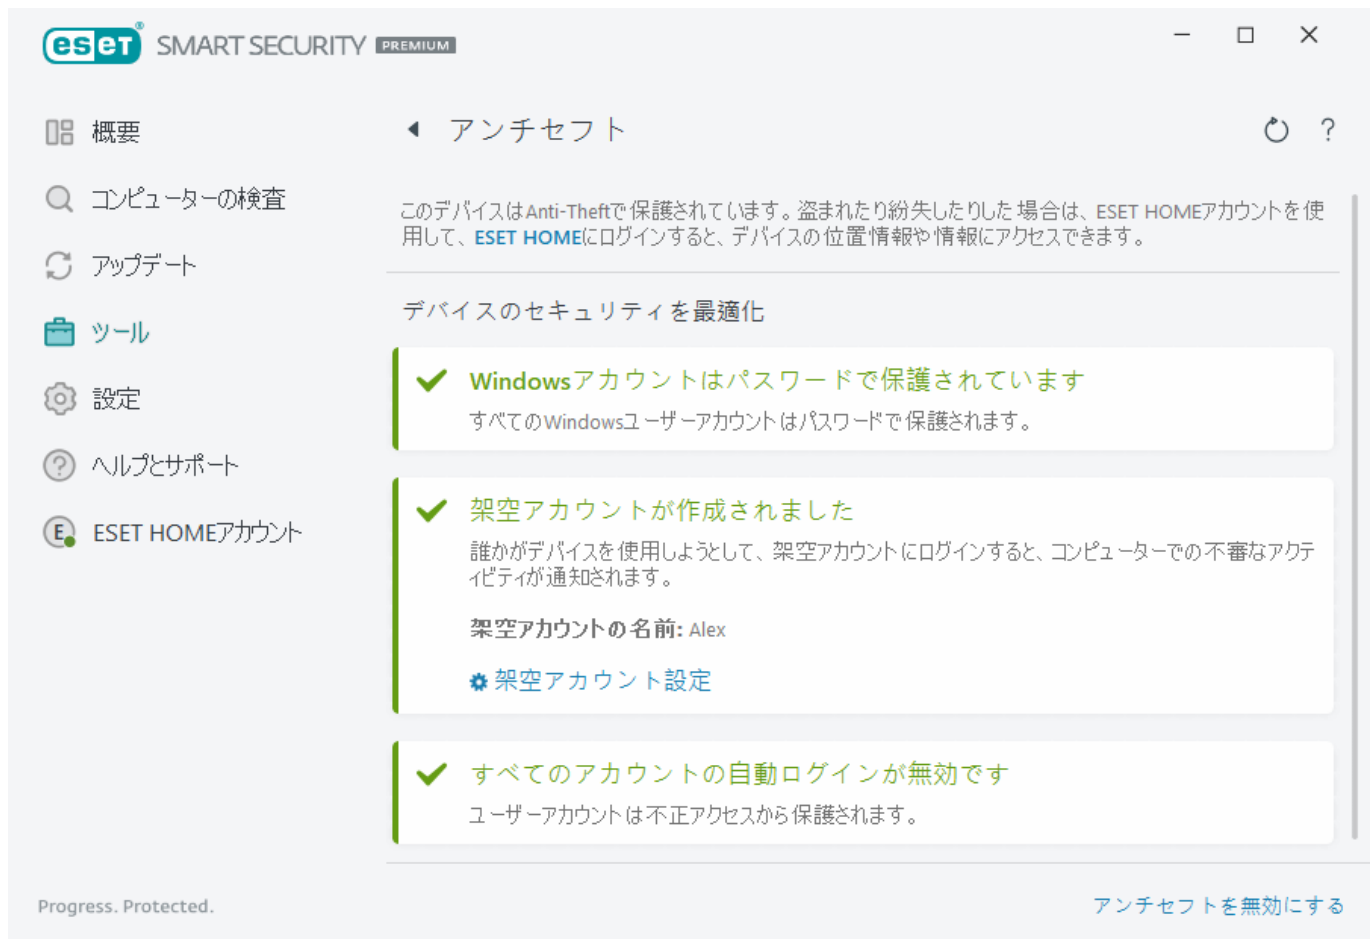 eset® SMART SECURITY PREMIUM
概要
コンピューターの検査
アップデート
ツール
設定
ヘルプとサポート
E ESET HOMEアカウント
アンチセフト
?
このデバイスはAnti-Theftで保護されています。盗まれたり紛失したりした場合は、ESET HOMEアカウントを使
用して、ESET HOMEにログインすると、デバイスの位置情報や情報にアクセスできます。
デバイスのセキュリティを最適化
Windowsアカウントはパスワードで保護されています
すべてのWindowsユーザーアカウントはパスワードで保護されます。
架空アカウントが作成されました
誰かがデバイスを使用しようとして、架空アカウントにログインすると、コンピューターでの不審なアクテ
ィビティが通知されます。
架空アカウントの名前: Alex
架空アカウント設定
すべてのアカウントの自動ログインが無効です
ユーザーアカウントは不正アクセスから保護されます。
Progress. Protected.
アンチセフトを無効にする